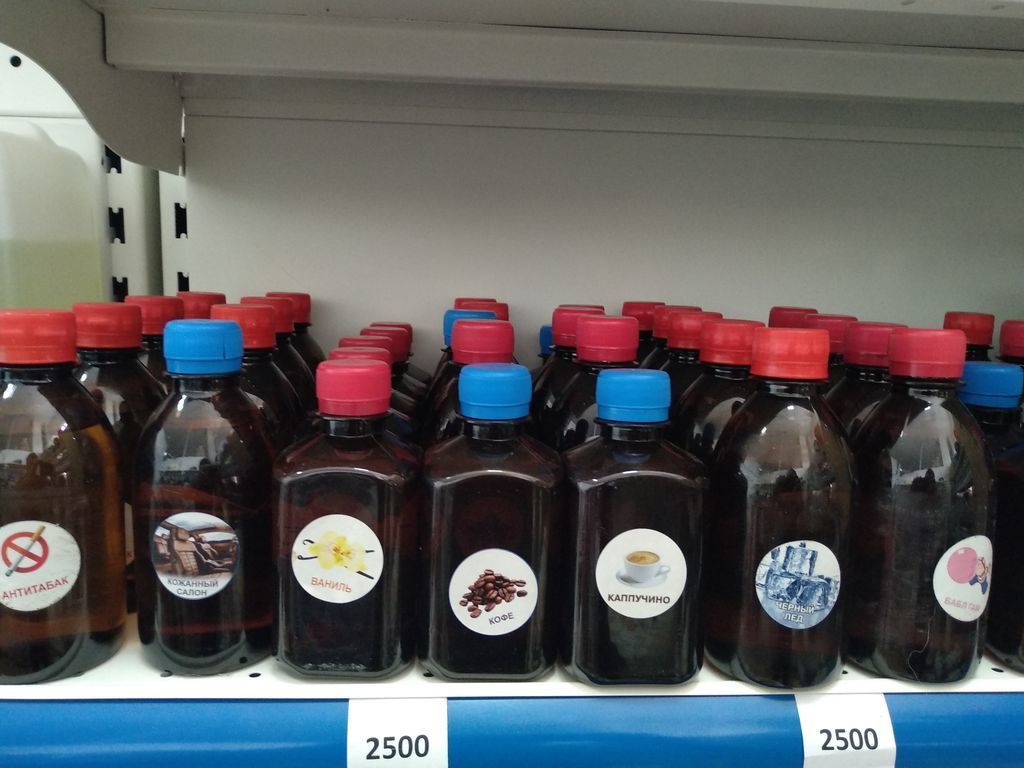 АНТИТАБАК
КОЖАННЫЙ
САЛОН
ВАНИЛЬ
КОФЕ
КАППУЧИНО
ЧЕРНЫЙ
ЛЕД
БАБЛ ГАМ
2500
2500